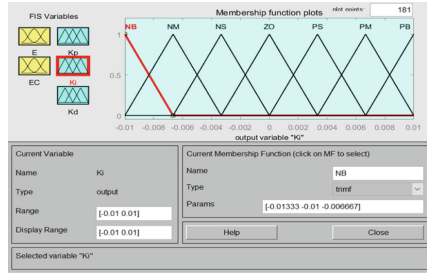 FIS Variables
Membership function plots
plot points:
181
E
Kp
EC
Ki
Kd
NB
NM
NS
ZO
PS
PM
PB
1
0.5
0
-0.01
-0.008
-0.006
-0.004
-0.002
0
0.002
0.004
0.006
0.008
0.01
output variable "Ki"
Current Variable
Name
Ki
Type
output
Range
[-0.01 0.01]
Display Range
[-0.01 0.01]
Current Membership Function (click on MF to select)
Name
NB
Type
trimf
Params
[-0.01333 -0.01 -0.006667]
Help
Close
Selected variable "Ki"